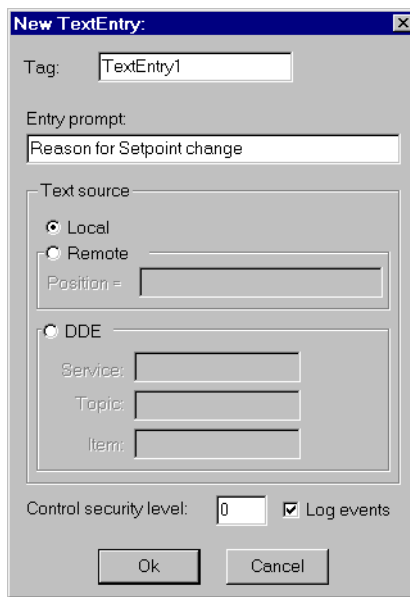 New TextEntry:
Tag: TextEntry1
Entry prompt:
Reason for Setpoint change
Text source
Local
Remote
Position =
DDE
Service:
Topic:
Item:
Control security level: 0 Log events
Ok Cancel